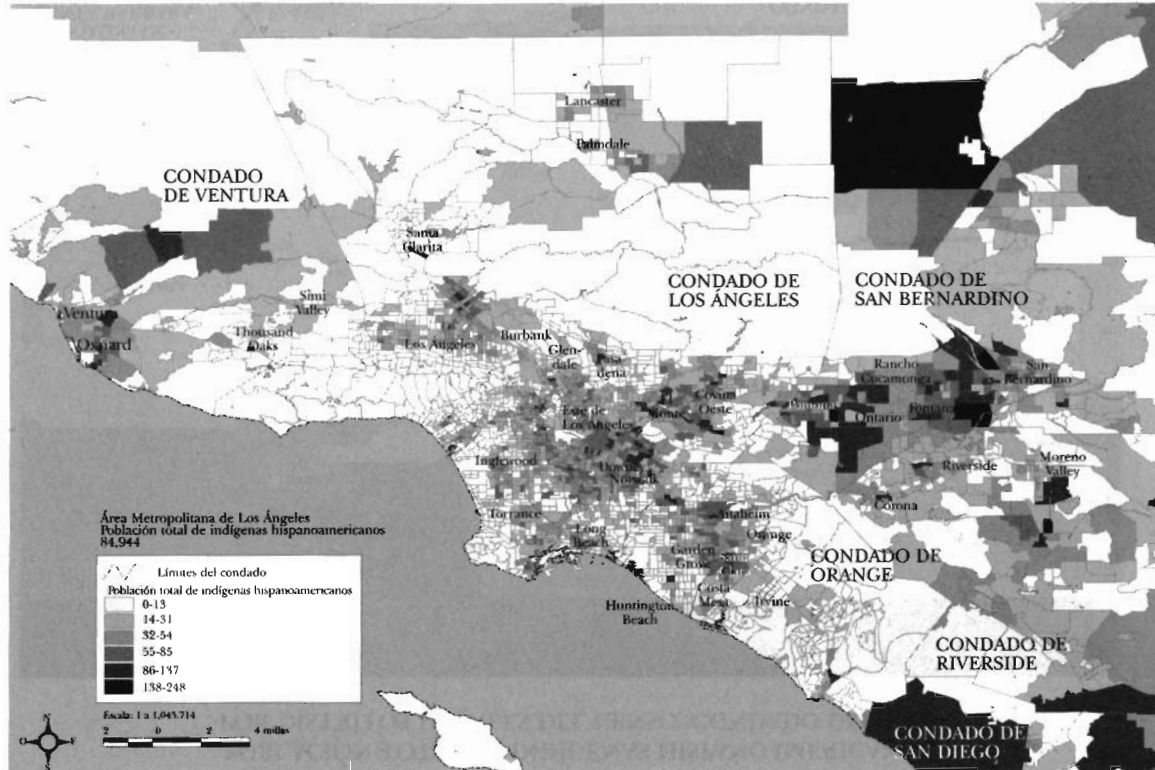 Lancaster
Palmdale
CONDADO
DE VENTURA
Santa
Clarita
CONDADO DE
LOS ÁNGELES
CONDADO DE
SAN BERNARDINO
Simi
Valley
Ventura
Oxnard
Thousand
Oaks
Los Angeles
Burbank
Glen-
dale
Pasa-
dena
Rancho
Cucamonga
San
Bernardino
Covina
Oeste
Monte
Pomona
Ontario
Fontana
Este de
Los Angeles
Inglewood
Downey
Norwalk
Riverside
Moreno
Valley
Corona
Torrance
Long
Beach
Anaheim
Orange
Garden
Grove
Santa
Ana
Costa
Mesa
Irvine
Huntington
Beach
CONDADO DE
ORANGE
CONDADO DE
RIVERSIDE
CONDADO DE
SAN DIEGO
Área Metropolitana de Los Ángeles
Población total de indígenas hispanoamericanos
84,944
Límites del condado
Población total de indígenas hispanoamericanos
0-13
14-31
32-54
55-85
86-137
138-248
Escala: 1 a 1,045.714
2 0 2 4 millas
N
S